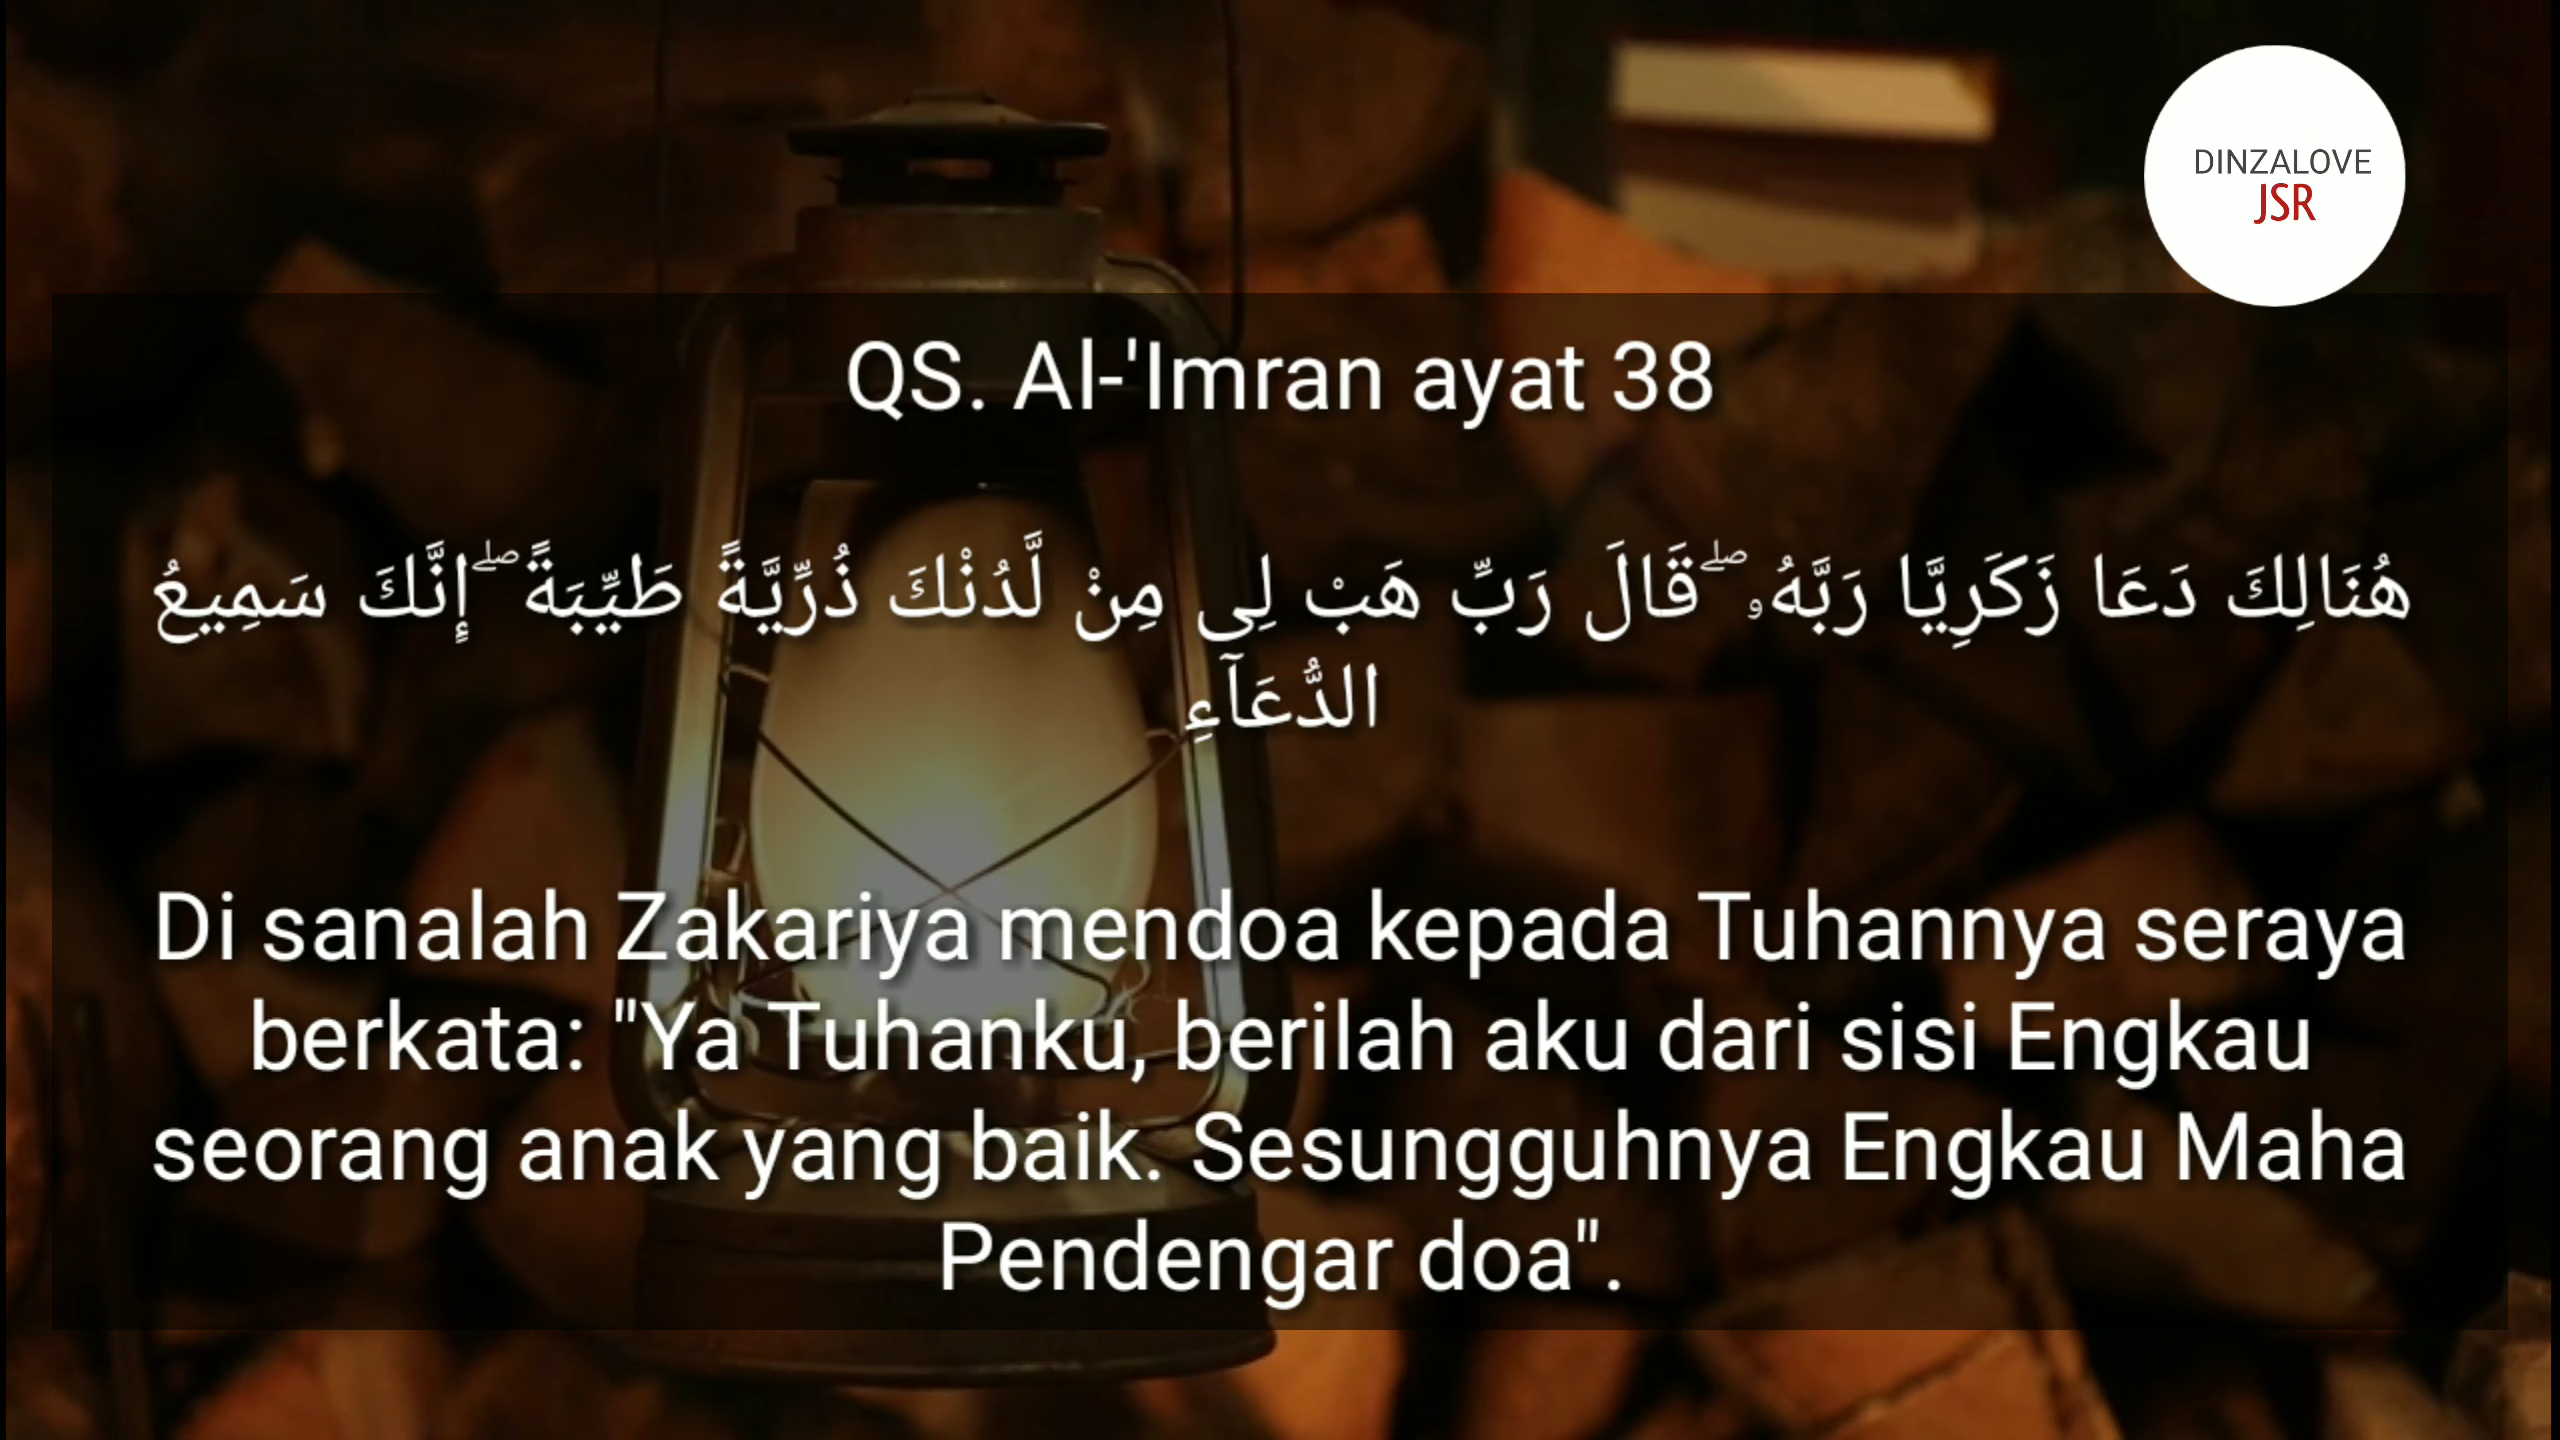 DINZALOVE
JSR
QS. Al-'Imran ayat 38
هُنَالِكَ دَعَا زَكَرِيَّا رَبَّهُۥ ۖ قَالَ رَبِّ هَبْ لِى مِنْ لَّدُنْكَ ذُرِّيَّةً طَيِّبَةً ۖ إِنَّكَ سَمِيعُ
الدُّعَآءِ
Di sanalah Zakariya mendoa kepada Tuhannya seraya
berkata: "Ya Tuhanku, berilah aku dari sisi Engkau
seorang anak yang baik. Sesungguhnya Engkau Maha
Pendengar doa".